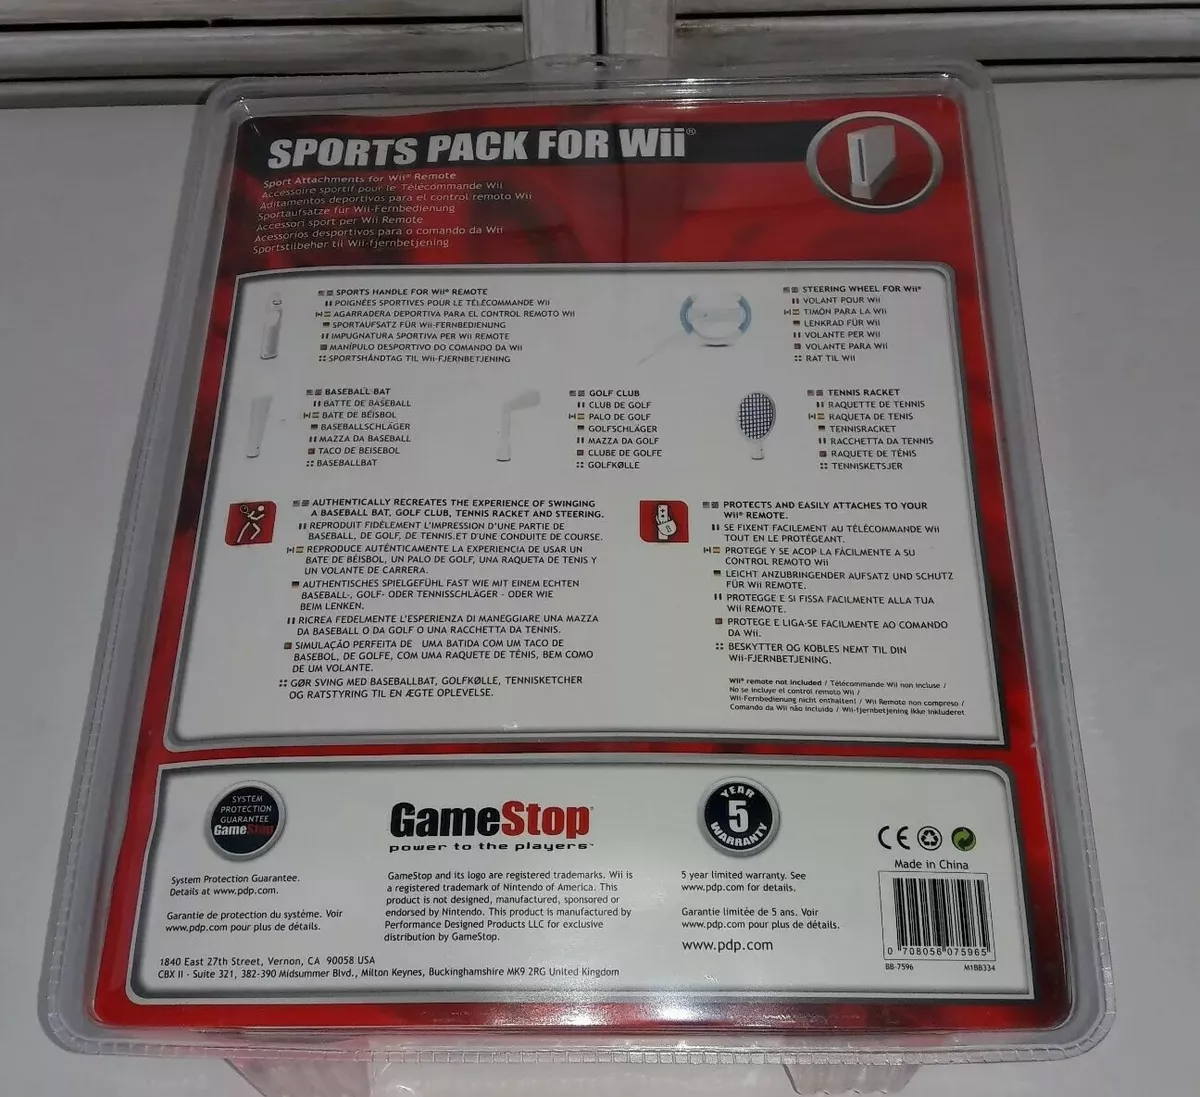 SPORTS PACK FOR Wii®
Sport Attachments for Wii® Remote
Accessoire sportif pour le Télécommande Wii
Aditamentos deportivos para el control remoto Wii
Sportaufsatze für Wii-Fernbedienung
Accessori sport per Wii Remote
Acessórios desportivos para o comando da Wii
Sportstilbehør til Wii-fjernbetjening
SPORTS HANDLE FOR Wii® REMOTE
POIGNÉES SPORTIVES POUR LE TÉLÉCOMMANDE Wii
AGARRADERA DEPORTIVA PARA EL CONTROL REMOTO Wii
SPORTAUFSATZ FÜR Wii-FERNBEDIENUNG
IMPUGNATURA SPORTIVA PER Wii REMOTE
MANÍPULO DESPORTIVO DO COMANDO DA Wii
SPORTSHÅNDTAG TIL Wii-FJERNBETJENING
STEERING WHEEL FOR Wii®
VOLANT POUR Wii
TIMÓN PARA LA Wii
LENKRAD FÜR Wii
VOLANTE PER Wii
VOLANTE PARA Wii
RAT TIL Wii
BASEBALL BAT
BATTE DE BASEBALL
BATE DE BÉISBOL
BASEBALLSCHLÄGER
MAZZA DA BASEBALL
TACO DE BEISEBOL
BASEBALLBAT
GOLF CLUB
CLUB DE GOLF
PALO DE GOLF
GOLFSCHLÄGER
MAZZA DA GOLF
CLUBE DE GOLFE
GOLFKØLLE
TENNIS RACKET
RAQUETTE DE TENNIS
RAQUETA DE TENIS
TENNISRACKET
RACCHETTA DA TENNIS
RAQUETE DE TÉNIS
TENNISKETSJER
AUTHENTICALLY RECREATES THE EXPERIENCE OF SWINGING
A BASEBALL BAT, GOLF CLUB, TENNIS RACKET AND STEERING.
REPRODUIT FIDÈLEMENT L'IMPRESSION D'UNE PARTIE DE
BASEBALL, DE GOLF, DE TENNIS.ET D'UNE CONDUITE DE COURSE.
REPRODUCE AUTÉNTICAMENTE LA EXPERIENCIA DE USAR UN
BATE DE BÉISBOL, UN PALO DE GOLF, UNA RAQUETA DE TENIS Y
UN VOLANTE DE CARRERA.
AUTHENTISCHES SPIELGEFÜHL FAST WIE MIT EINEM ECHTEN
BASEBALL-, GOLF- ODER TENNISSCHLÄGER - ODER WIE
BEIM LENKEN.
RICREA FEDELMENTE L'ESPERIENZA DI MANEGGIARE UNA MAZZA
DA BASEBALL O DA GOLF O UNA RACCHETTA DA TENNIS.
SIMULAÇÃO PERFEITA DE UMA BATIDA COM UM TACO DE
BASEBOL, DE GOLFE, COM UMA RAQUETE DE TÉNIS, BEM COMO
DE UM VOLANTE.
GØR SVING MED BASEBALLBAT, GOLFKØLLE, TENNISKETCHER
OG RATSTYRING TIL EN ÆGTE OPLEVELSE.
PROTECTS AND EASILY ATTACHES TO YOUR
Wii® REMOTE.
SE FIXENT FACILEMENT AU TÉLÉCOMMANDE Wii
TOUT EN LE PROTÉGEANT.
PROTEGE Y SE ACOP LA FÁCILMENTE A SU
CONTROL REMOTO Wii
LEICHT ANZUBRINGENDER AUFSATZ UND SCHUTZ
FÜR Wii REMOTE.
PROTEGGE E SI FISSA FACILMENTE ALLA TUA
Wii REMOTE.
PROTEGE E LIGA-SE FACILMENTE AO COMANDO
DA Wii.
BESKYTTER OG KOBLES NEMT TIL DIN
Wii-FJERNBETJENING.
Wii® remote not included / Télécommande Wii non incluse /
No se incluye el control remoto Wii /
Wii-Fernbedienung nicht enthalten! / Wii Remote non compreso /
Comando da Wii não incluído / Wii-fjernbetjening ikke inkluderet
SYSTEM
PROTECTION
GUARANTEE
GameStop
System Protection Guarantee.
Details at www.pdp.com.
Garantie de protection du système. Voir
www.pdp.com pour plus de détails.
GameStop
power to the players™
GameStop and its logo are registered trademarks. Wii is
a registered trademark of Nintendo of America. This
product is not designed, manufactured, sponsored or
endorsed by Nintendo. This product is manufactured by
Performance Designed Products LLC for exclusive
distribution by GameStop.
YEAR
5
WARRANTY
5 year limited warranty. See
www.pdp.com for details.
Garantie limitée de 5 ans. Voir
www.pdp.com pour plus de détails.
www.pdp.com
CE
Made in China
0 708056 075965
BB-7596 M1BB334
1840 East 27th Street, Vernon, CA 90058 USA
CBX II - Suite 321, 382-390 Midsummer Blvd., Milton Keynes, Buckinghamshire MK9 2RG United Kingdom